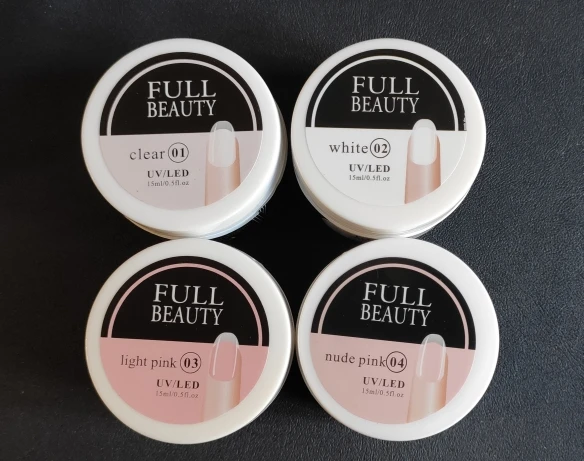 FULL
BEAUTY
clear 01
UV/LED
15ml/0.5fl.oz
FULL
BEAUTY
white 02
UV/LED
15ml/0.5fl.oz
FULL
BEAUTY
light pink 03
UV/LED
15ml/0.5fl.oz
FULL
BEAUTY
nude pink 04
UV/LED
15ml/0.5fl.oz